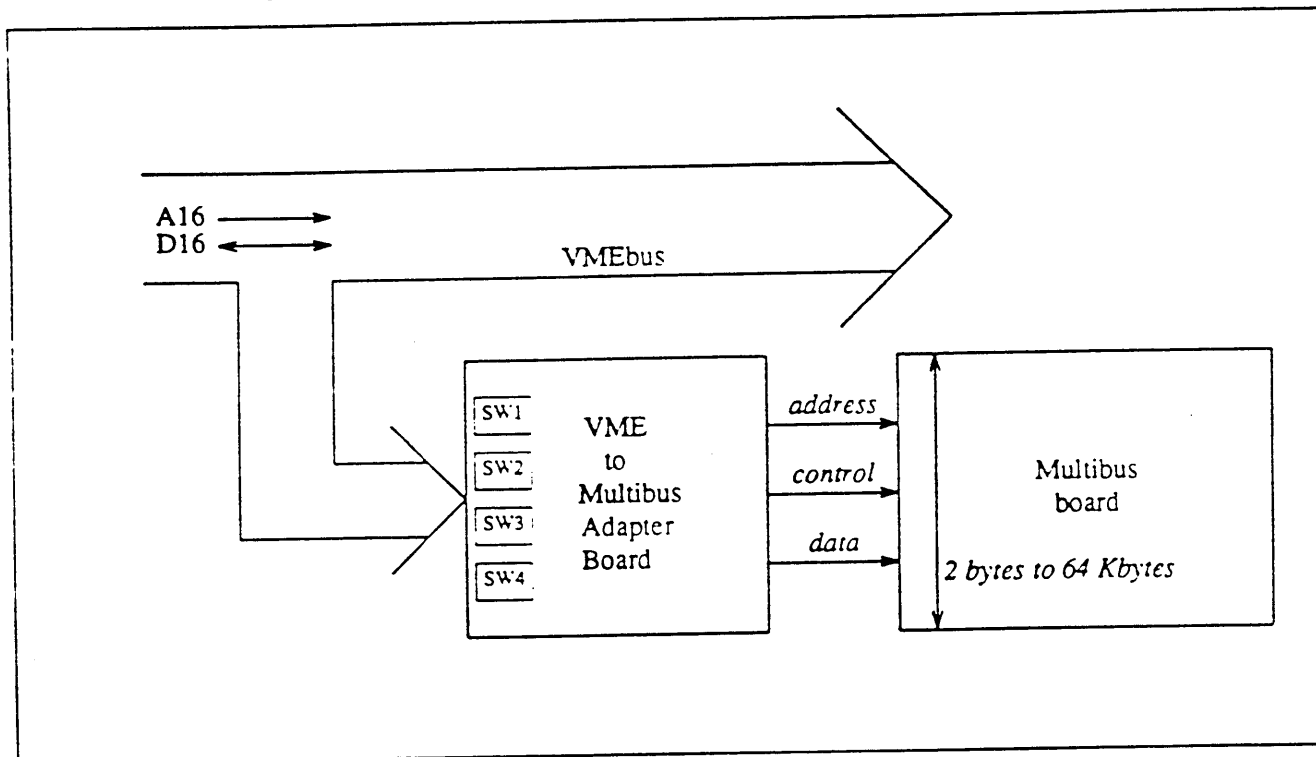 A16
D16
VMEbus
SW1
SW2
SW3
SW4
VME
to
Multibus
Adapter
Board
address
control
data
Multibus
board
2 bytes to 64 Kbytes